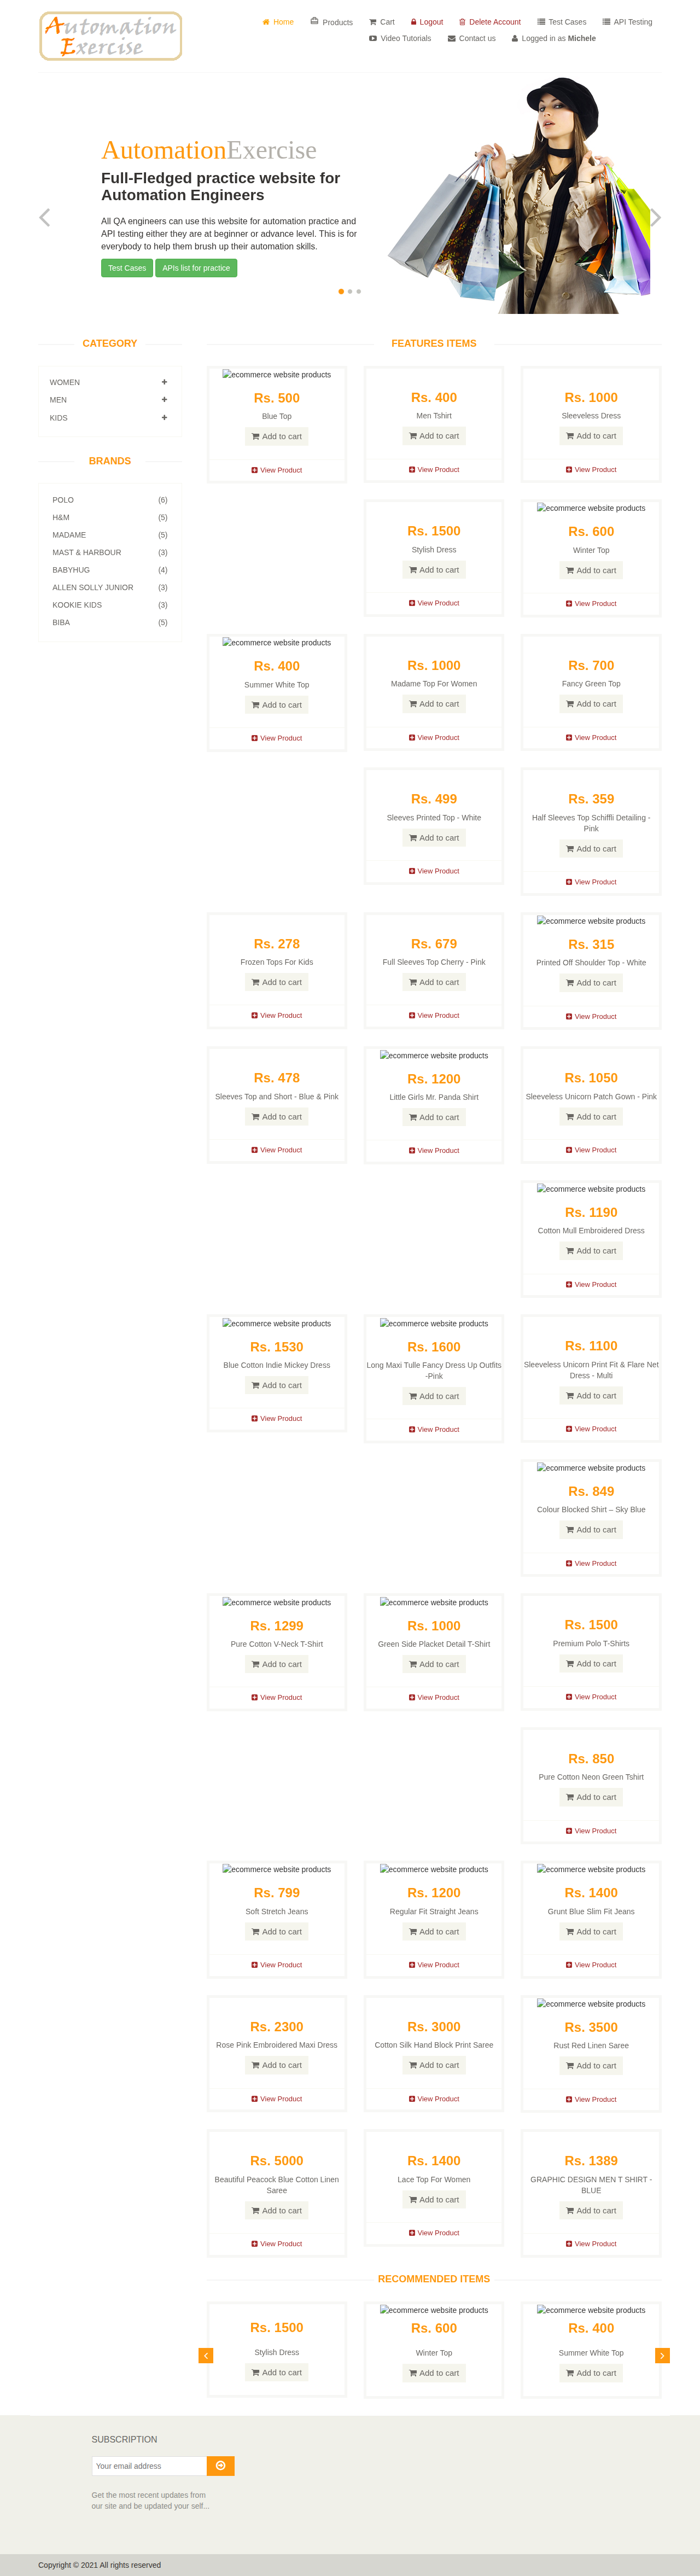 Automation
Exercise
Home
Products
Cart
Logout
Delete Account
Test Cases
API Testing
Video Tutorials
Contact us
Logged in as Michele
AutomationExercise
Full-Fledged practice website for
Automation Engineers
All QA engineers can use this website for automation practice and
API testing either they are at beginner or advance level. This is for
everybody to help them brush up their automation skills.
Test Cases
APIs list for practice
CATEGORY
WOMEN
MEN
KIDS
BRANDS
POLO (6)
H&M (5)
MADAME (5)
MAST & HARBOUR (3)
BABYHUG (4)
ALLEN SOLLY JUNIOR (3)
KOOKIE KIDS (3)
BIBA (5)
FEATURES ITEMS
ecommerce website products
Rs. 500
Blue Top
Add to cart
View Product
Rs. 400
Men Tshirt
Add to cart
View Product
Rs. 1000
Sleeveless Dress
Add to cart
View Product
Rs. 1500
Stylish Dress
Add to cart
View Product
ecommerce website products
Rs. 600
Winter Top
Add to cart
View Product
ecommerce website products
Rs. 400
Summer White Top
Add to cart
View Product
Rs. 1000
Madame Top For Women
Add to cart
View Product
Rs. 700
Fancy Green Top
Add to cart
View Product
Rs. 499
Sleeves Printed Top - White
Add to cart
View Product
Rs. 359
Half Sleeves Top Schiffli Detailing -
Pink
Add to cart
View Product
Rs. 278
Frozen Tops For Kids
Add to cart
View Product
Rs. 679
Full Sleeves Top Cherry - Pink
Add to cart
View Product
ecommerce website products
Rs. 315
Printed Off Shoulder Top - White
Add to cart
View Product
Rs. 478
Sleeves Top and Short - Blue & Pink
Add to cart
View Product
ecommerce website products
Rs. 1200
Little Girls Mr. Panda Shirt
Add to cart
View Product
Rs. 1050
Sleeveless Unicorn Patch Gown - Pink
Add to cart
View Product
ecommerce website products
Rs. 1190
Cotton Mull Embroidered Dress
Add to cart
View Product
ecommerce website products
Rs. 1530
Blue Cotton Indie Mickey Dress
Add to cart
View Product
ecommerce website products
Rs. 1600
Long Maxi Tulle Fancy Dress Up Outfits
-Pink
Add to cart
View Product
Rs. 1100
Sleeveless Unicorn Print Fit & Flare Net
Dress - Multi
Add to cart
View Product
ecommerce website products
Rs. 849
Colour Blocked Shirt – Sky Blue
Add to cart
View Product
ecommerce website products
Rs. 1299
Pure Cotton V-Neck T-Shirt
Add to cart
View Product
ecommerce website products
Rs. 1000
Green Side Placket Detail T-Shirt
Add to cart
View Product
Rs. 1500
Premium Polo T-Shirts
Add to cart
View Product
Rs. 850
Pure Cotton Neon Green Tshirt
Add to cart
View Product
ecommerce website products
Rs. 799
Soft Stretch Jeans
Add to cart
View Product
ecommerce website products
Rs. 1200
Regular Fit Straight Jeans
Add to cart
View Product
ecommerce website products
Rs. 1400
Grunt Blue Slim Fit Jeans
Add to cart
View Product
Rs. 2300
Rose Pink Embroidered Maxi Dress
Add to cart
View Product
Rs. 3000
Cotton Silk Hand Block Print Saree
Add to cart
View Product
ecommerce website products
Rs. 3500
Rust Red Linen Saree
Add to cart
View Product
Rs. 5000
Beautiful Peacock Blue Cotton Linen
Saree
Add to cart
View Product
Rs. 1400
Lace Top For Women
Add to cart
View Product
Rs. 1389
GRAPHIC DESIGN MEN T SHIRT -
BLUE
Add to cart
View Product
RECOMMENDED ITEMS
Rs. 1500
Stylish Dress
Add to cart
ecommerce website products
Rs. 600
Winter Top
Add to cart
ecommerce website products
Rs. 400
Summer White Top
Add to cart
SUBSCRIPTION
Your email address
Get the most recent updates from
our site and be updated your self...
Copyright © 2021 All rights reserved